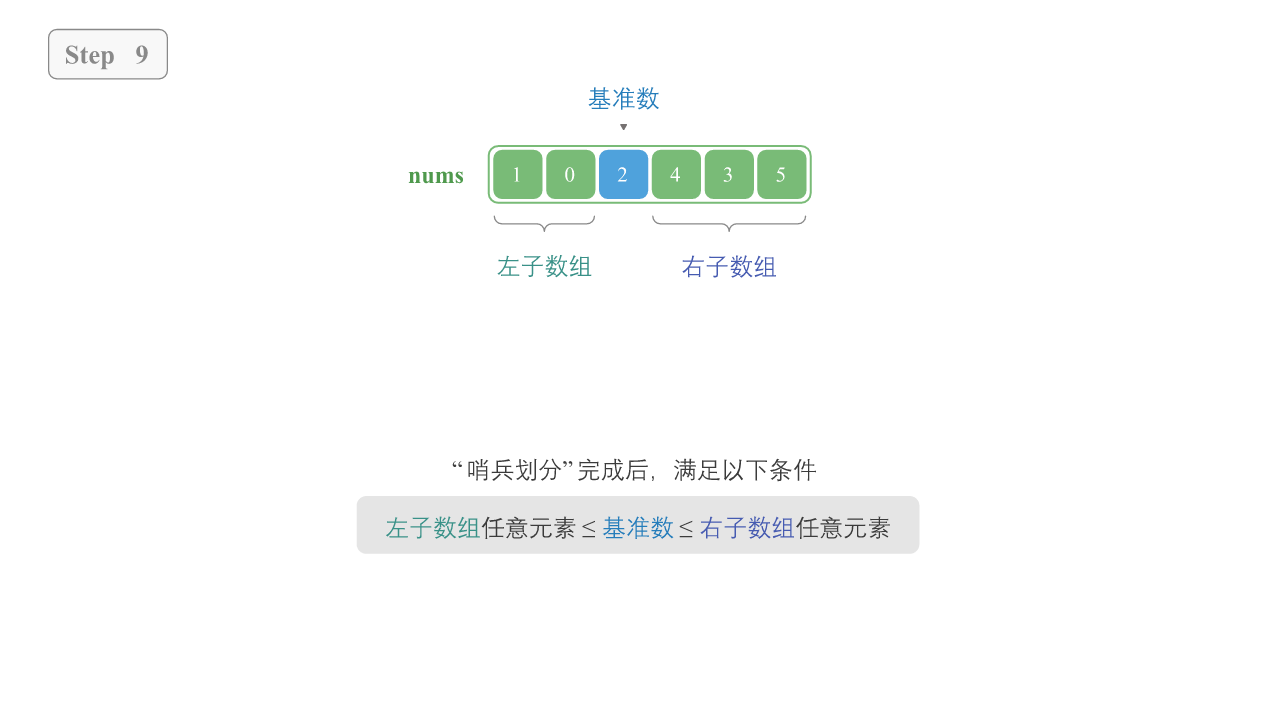 Step 9
基准数
nums 1 0 2 4 3 5
左子数组 右子数组
“哨兵划分”完成后，满足以下条件
左子数组任意元素 ≤ 基准数 ≤ 右子数组任意元素